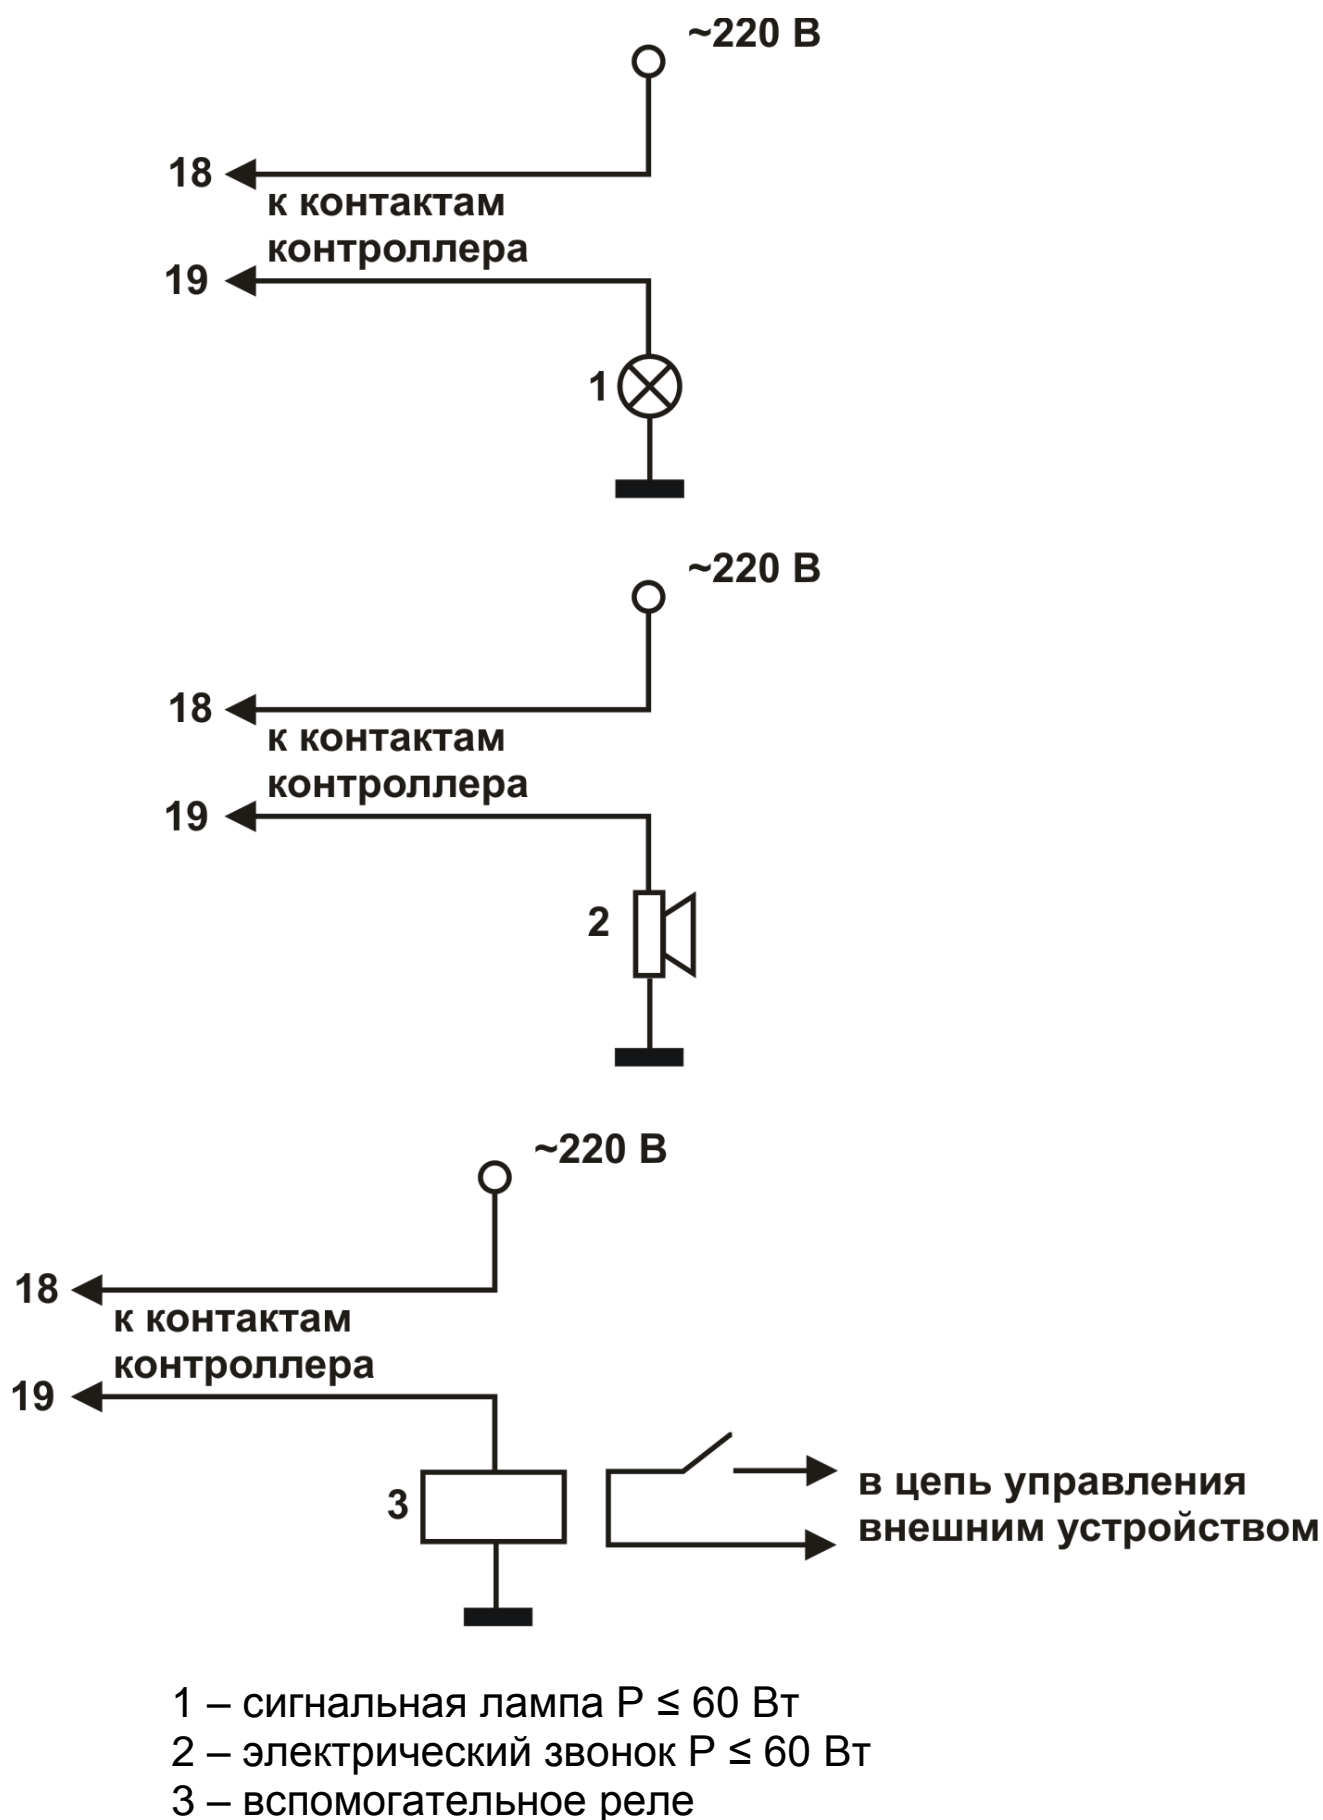 ~220 В
18
к контактам
контроллера
19
1
~220 В
18
к контактам
контроллера
19
2
~220 В
18
к контактам
контроллера
19
3
в цепь управления
внешним устройством
1 – сигнальная лампа P ≤ 60 Вт
2 – электрический звонок P ≤ 60 Вт
3 – вспомогательное реле